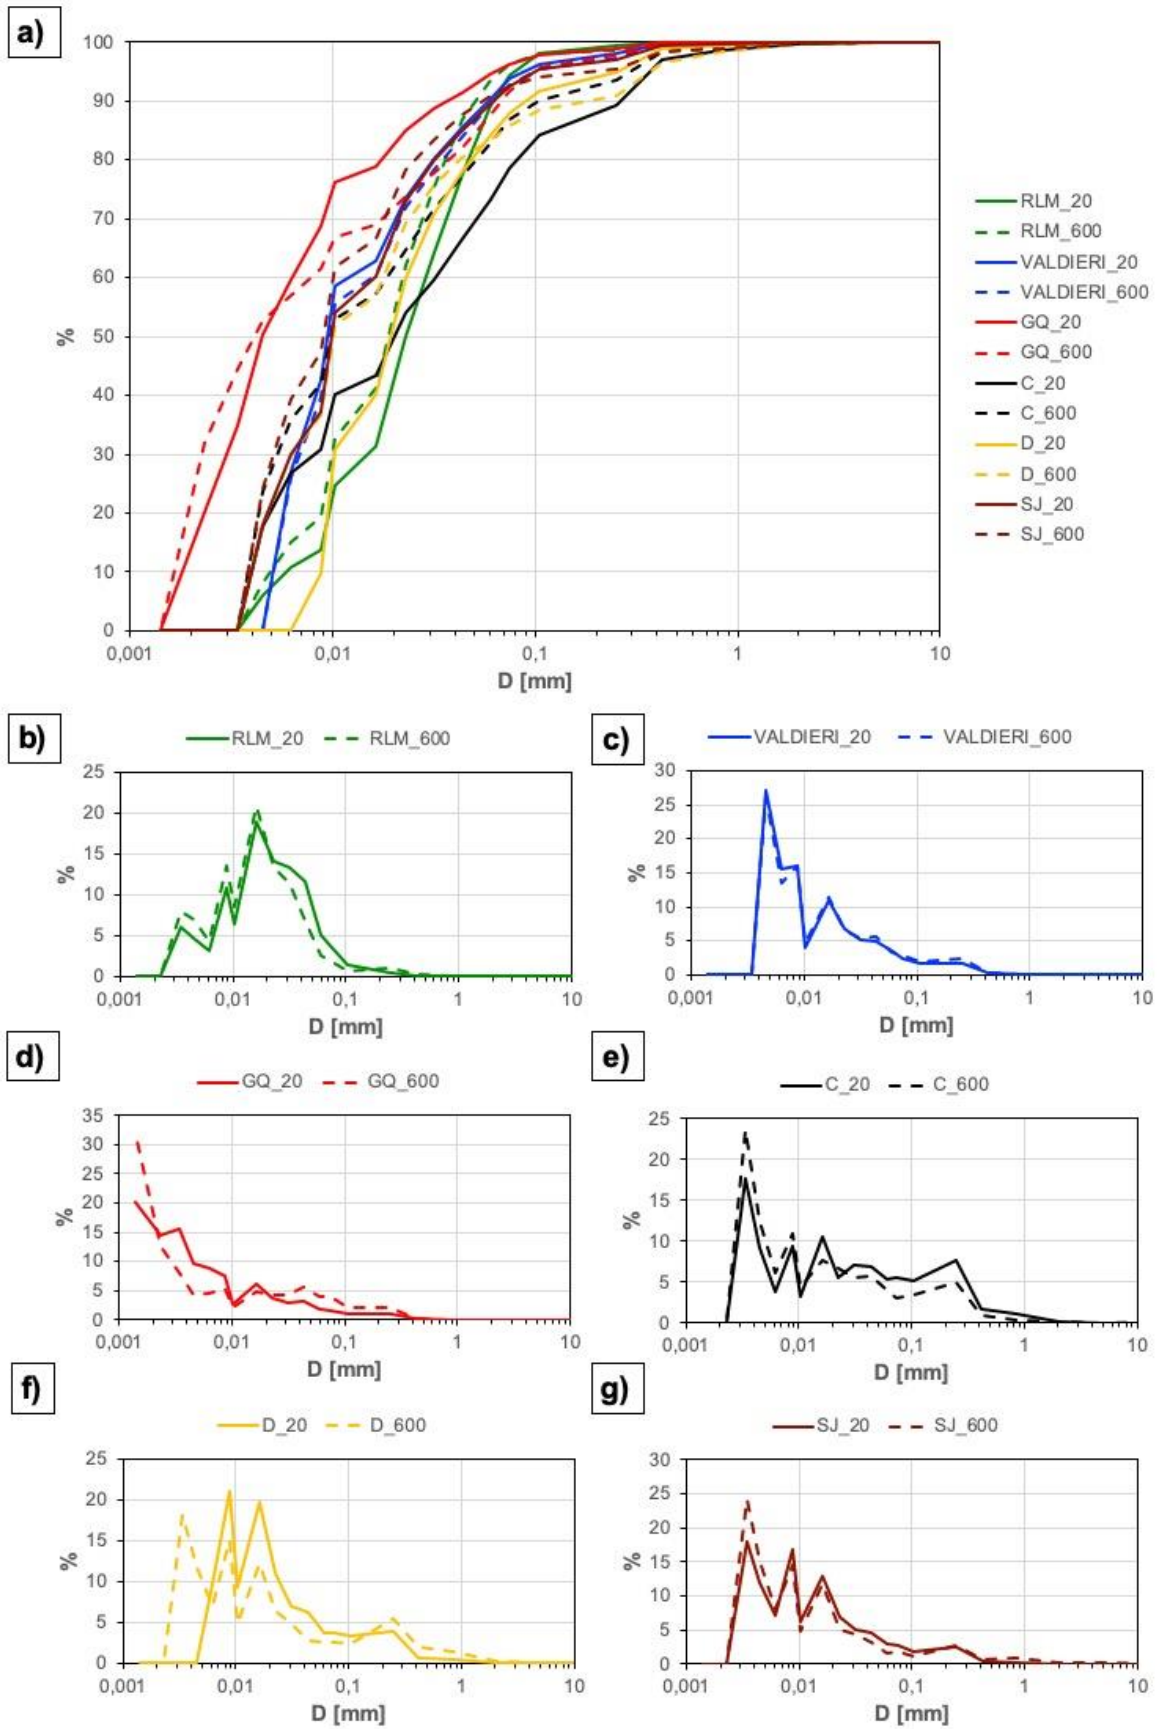 a)
100
90
80
70
60
50
40
30
20
10
0
%
0,001 0,01 0,1 1 10
D [mm]
RLM_20
RLM_600
VALDIERI_20
VALDIERI_600
GQ_20
GQ_600
C_20
C_600
D_20
D_600
SJ_20
SJ_600
b)
RLM_20 RLM_600
25
20
15
10
5
0
%
0,001 0,01 0,1 1 10
D [mm]
c)
VALDIERI_20 VALDIERI_600
30
25
20
15
10
5
0
%
0,001 0,01 0,1 1 10
D [mm]
d)
GQ_20 GQ_600
35
30
25
20
15
10
5
0
%
0,001 0,01 0,1 1 10
D [mm]
e)
C_20 C_600
25
20
15
10
5
0
%
0,001 0,01 0,1 1 10
D [mm]
f)
D_20 D_600
25
20
15
10
5
0
%
0,001 0,01 0,1 1 10
D [mm]
g)
SJ_20 SJ_600
30
25
20
15
10
5
0
%
0,001 0,01 0,1 1 10
D [mm]